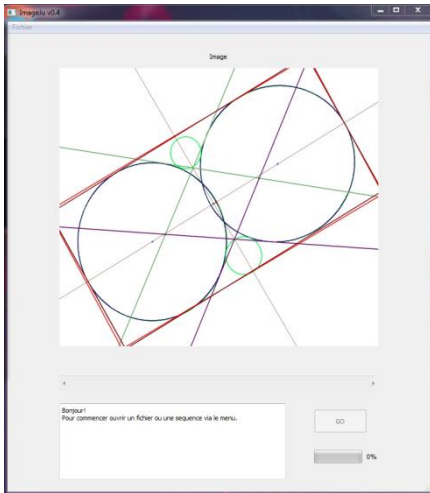 ImageJu v0.4
Fichier
Image
Bonjour!
Pour commencer ouvrir un fichier ou une sequence via le menu.
GO
0%